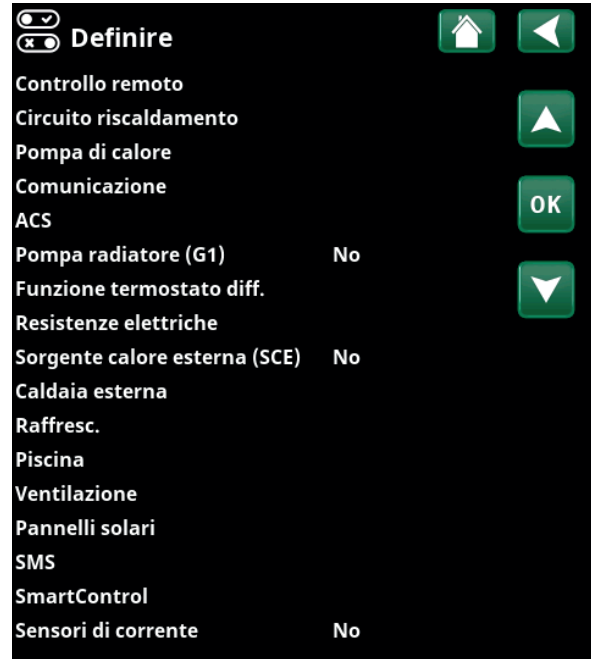 Definire
Controllo remoto
Circuito riscaldamento
Pompa di calore
Comunicazione
OK
ACS
Pompa radiatore (G1) No
Funzione termostato diff.
Resistenze elettriche
Sorgente calore esterna (SCE) No
Caldaia esterna
Raffresc.
Piscina
Ventilazione
Pannelli solari
SMS
SmartControl
Sensori di corrente No